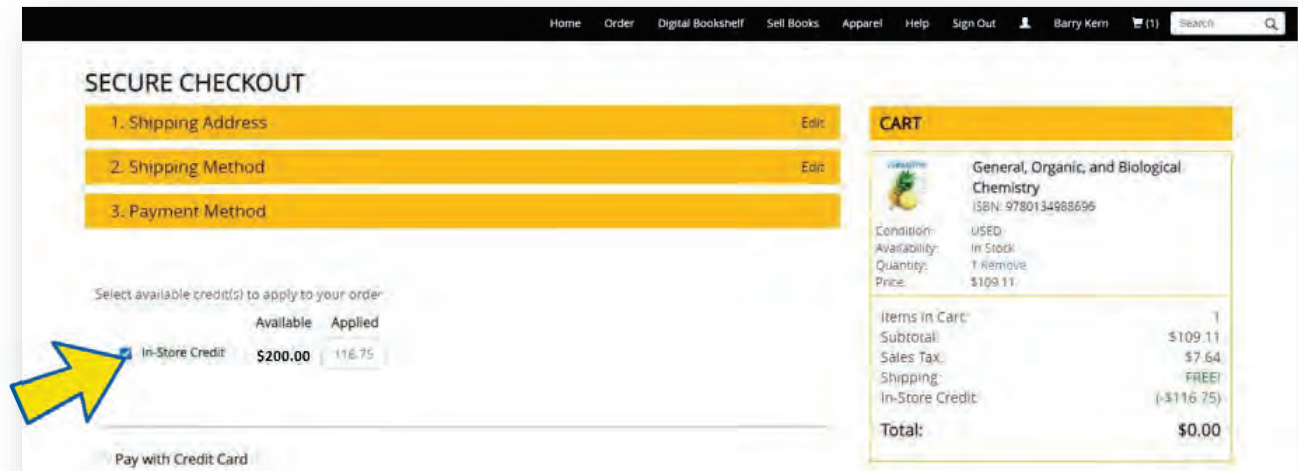 Home Order Digital Bookshelf Sell Books Apparel Help Sign Out Barry Kern (1) Search
SECURE CHECKOUT
1. Shipping Address Edit
2. Shipping Method Edit
3. Payment Method
Select available credit(s) to apply to your order
Available Applied
In-Store Credit $200.00 116.75
Pay with Credit Card
CART
General, Organic, and Biological
Chemistry
ISBN: 9780134988696
Condition: USED
Availability: In Stock
Quantity: 1 Remove
Price: $109.11
Items in Cart: 1
Subtotal: $109.11
Sales Tax: $7.64
Shipping: FREE!
In-Store Credit: (-$116.75)
Total: $0.00